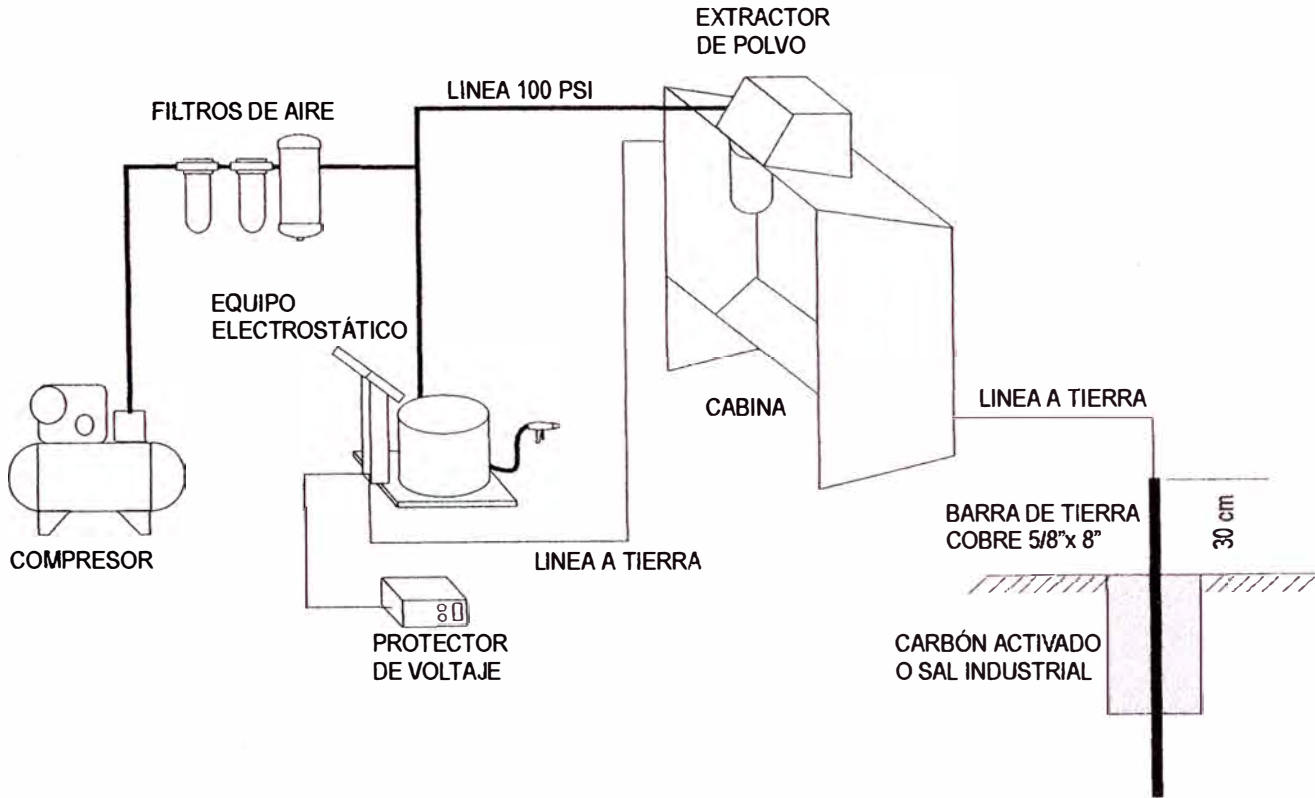 EXTRACTOR
DE POLVO
LINEA 100 PSI
FILTROS DE AIRE
EQUIPO
ELECTROSTÁTICO
CABINA
LINEA A TIERRA
BARRA DE TIERRA
COBRE 5/8"x 8"
30 cm
COMPRESOR
LINEA A TIERRA
PROTECTOR
DE VOLTAJE
CARBÓN ACTIVADO
O SAL INDUSTRIAL